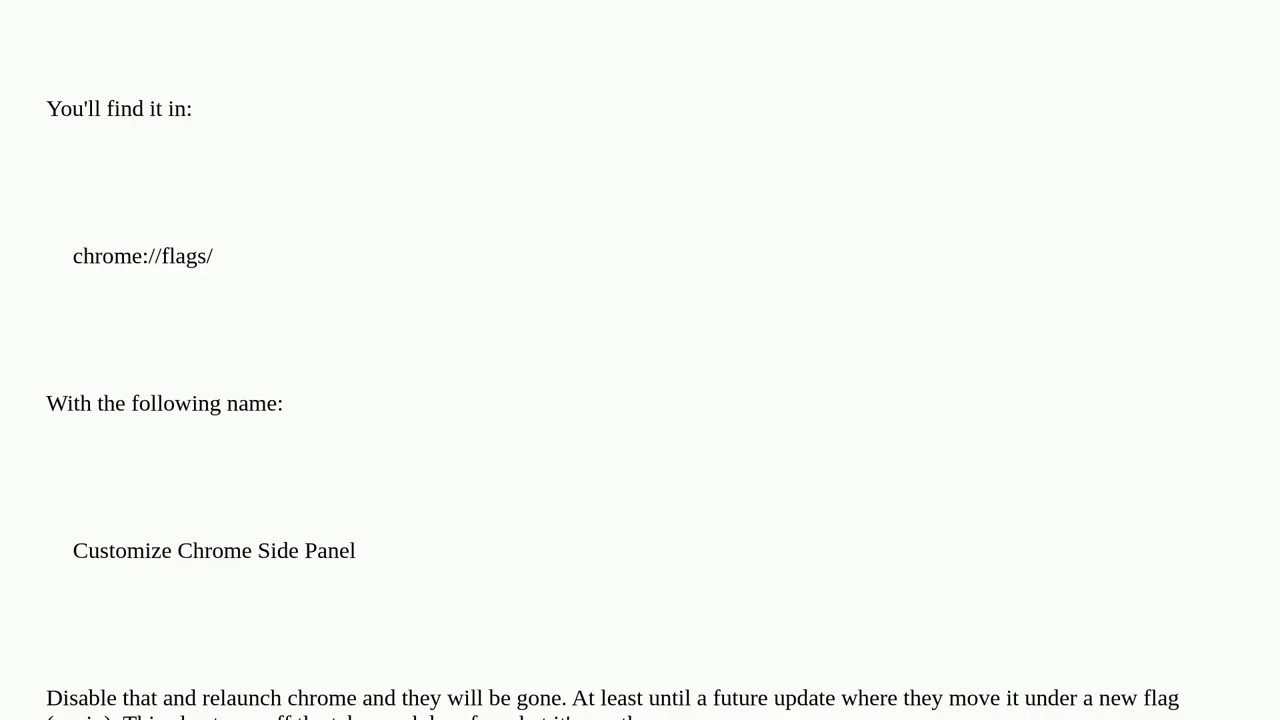 You'll find it in:
chrome://flags/
With the following name:
Customize Chrome Side Panel
Disable that and relaunch chrome and they will be gone. At least until a future update where they move it under a new flag